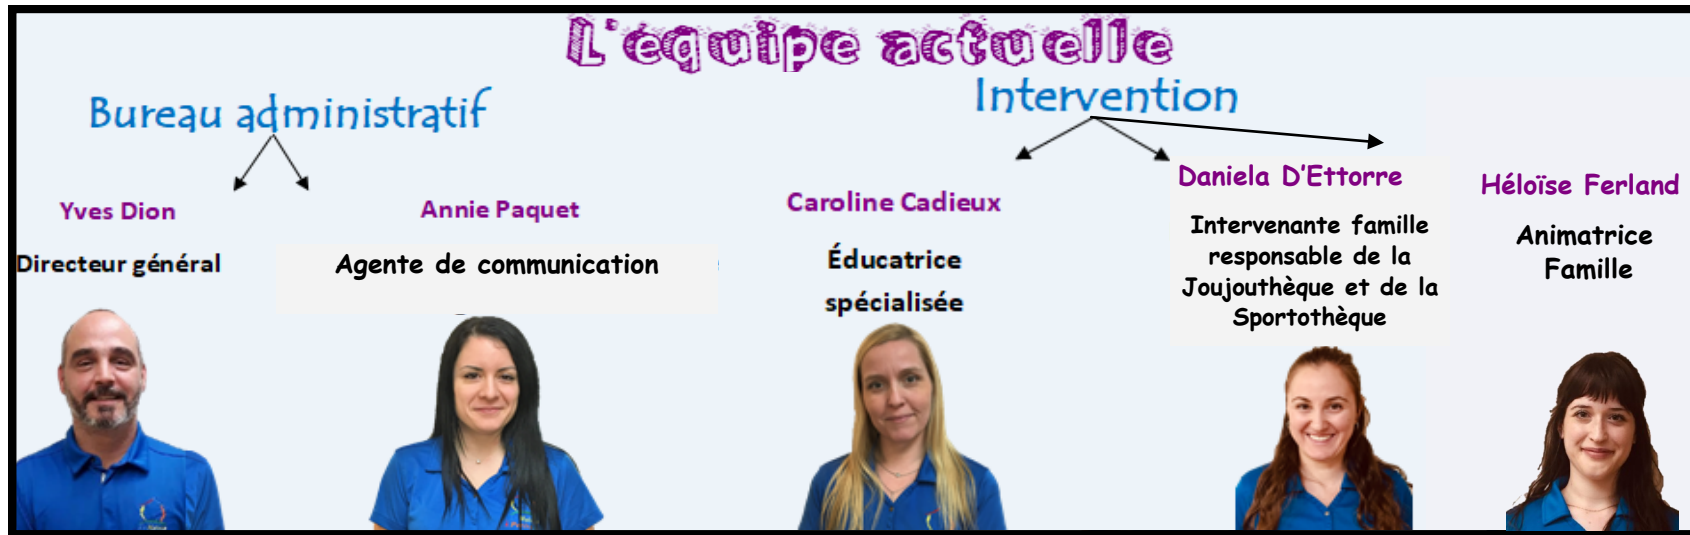 L'équipe actuelle
Bureau administratif
Intervention
Yves Dion
Directeur général
Annie Paquet
Agente de communication
Caroline Cadieux
Éducatrice
spécialisée
Daniela D'Ettorre
Intervenante famille
responsable de la
Joujouthèque et de la
Sportothèque
Héloïse Ferland
Animatrice
Famille